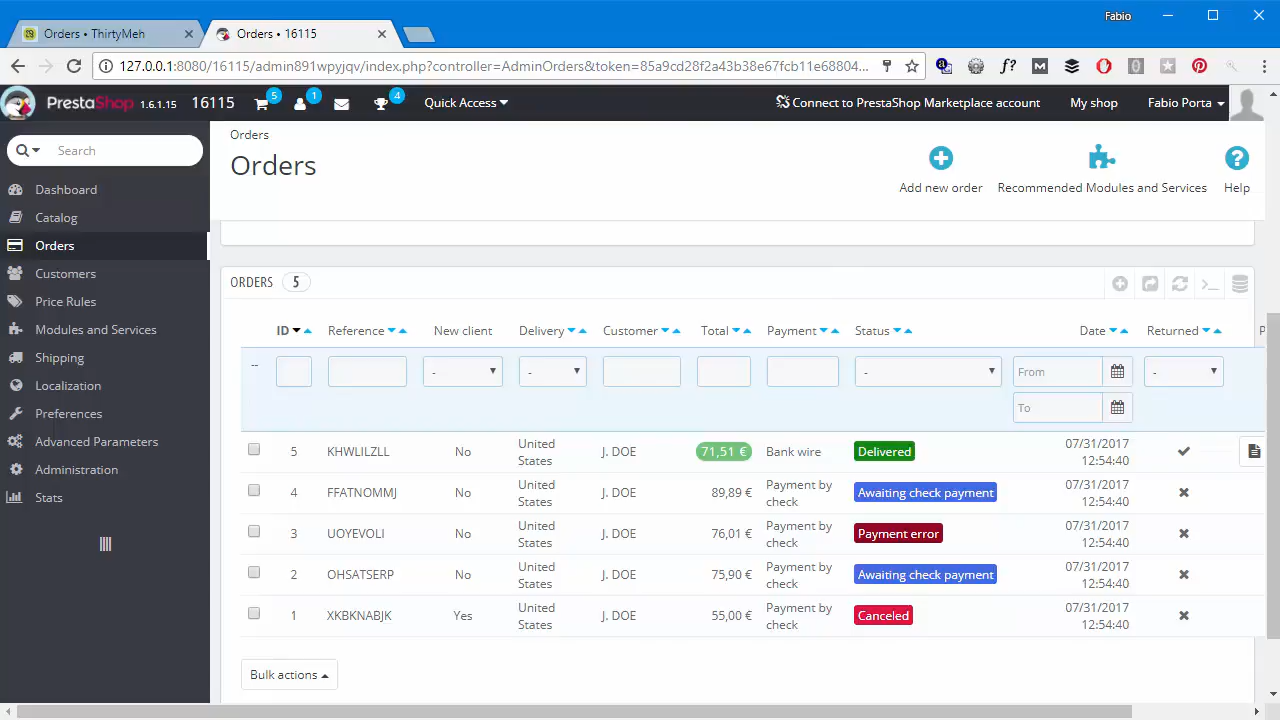 Fabio
Orders • ThirtyMeh
Orders • 16115
127.0.0.1:8080/16115/admin891wpyjqv/index.php?controller=AdminOrders&token=85a9cd28f2a43b38e67fcb11e68804...
PrestaShop 1.6.1.15 16115 5 1 4 Quick Access Connect to PrestaShop Marketplace account My shop Fabio Porta
Search
Dashboard
Catalog
Orders
Customers
Price Rules
Modules and Services
Shipping
Localization
Preferences
Advanced Parameters
Administration
Stats
Orders
Orders
Add new order Recommended Modules and Services Help
ORDERS 5
ID Reference New client Delivery Customer Total Payment Status Date Returned
-- - - - From -
To
5 KHWLILZLL No United States J. DOE 71,51 € Bank wire Delivered 07/31/2017 12:54:40
4 FFATNOMMJ No United States J. DOE 89,89 € Payment by check Awaiting check payment 07/31/2017 12:54:40
3 UOYEVOLI No United States J. DOE 76,01 € Payment by check Payment error 07/31/2017 12:54:40
2 OHSATSERP No United States J. DOE 75,90 € Payment by check Awaiting check payment 07/31/2017 12:54:40
1 XKBKNABJK Yes United States J. DOE 55,00 € Payment by check Canceled 07/31/2017 12:54:40
Bulk actions